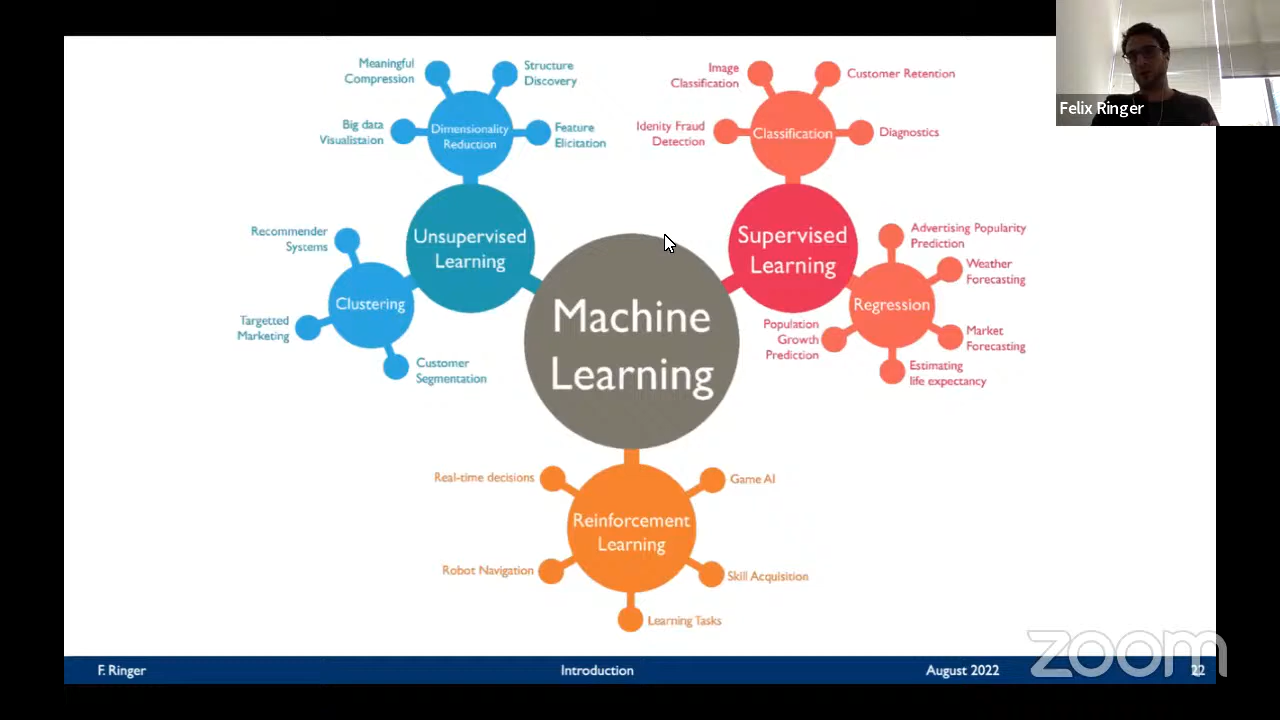 Meaningful
Compression
Structure
Discovery
Big data
Visualistaion
Dimensionality
Reduction
Feature
Elicitation
Image
Classification
Customer Retention
Idenity Fraud
Detection
Classification
Diagnostics
Felix Ringer
Recommender
Systems
Unsupervised
Learning
Clustering
Targetted
Marketing
Customer
Segmentation
Supervised
Learning
Advertising Popularity
Prediction
Weather
Forecasting
Regression
Population
Growth
Prediction
Market
Forecasting
Estimating
life expectancy
Machine
Learning
Real-time decisions
Game AI
Reinforcement
Learning
Robot Navigation
Skill Acquisition
Learning Tasks
zoom
F. Ringer
Introduction
August 2022
22